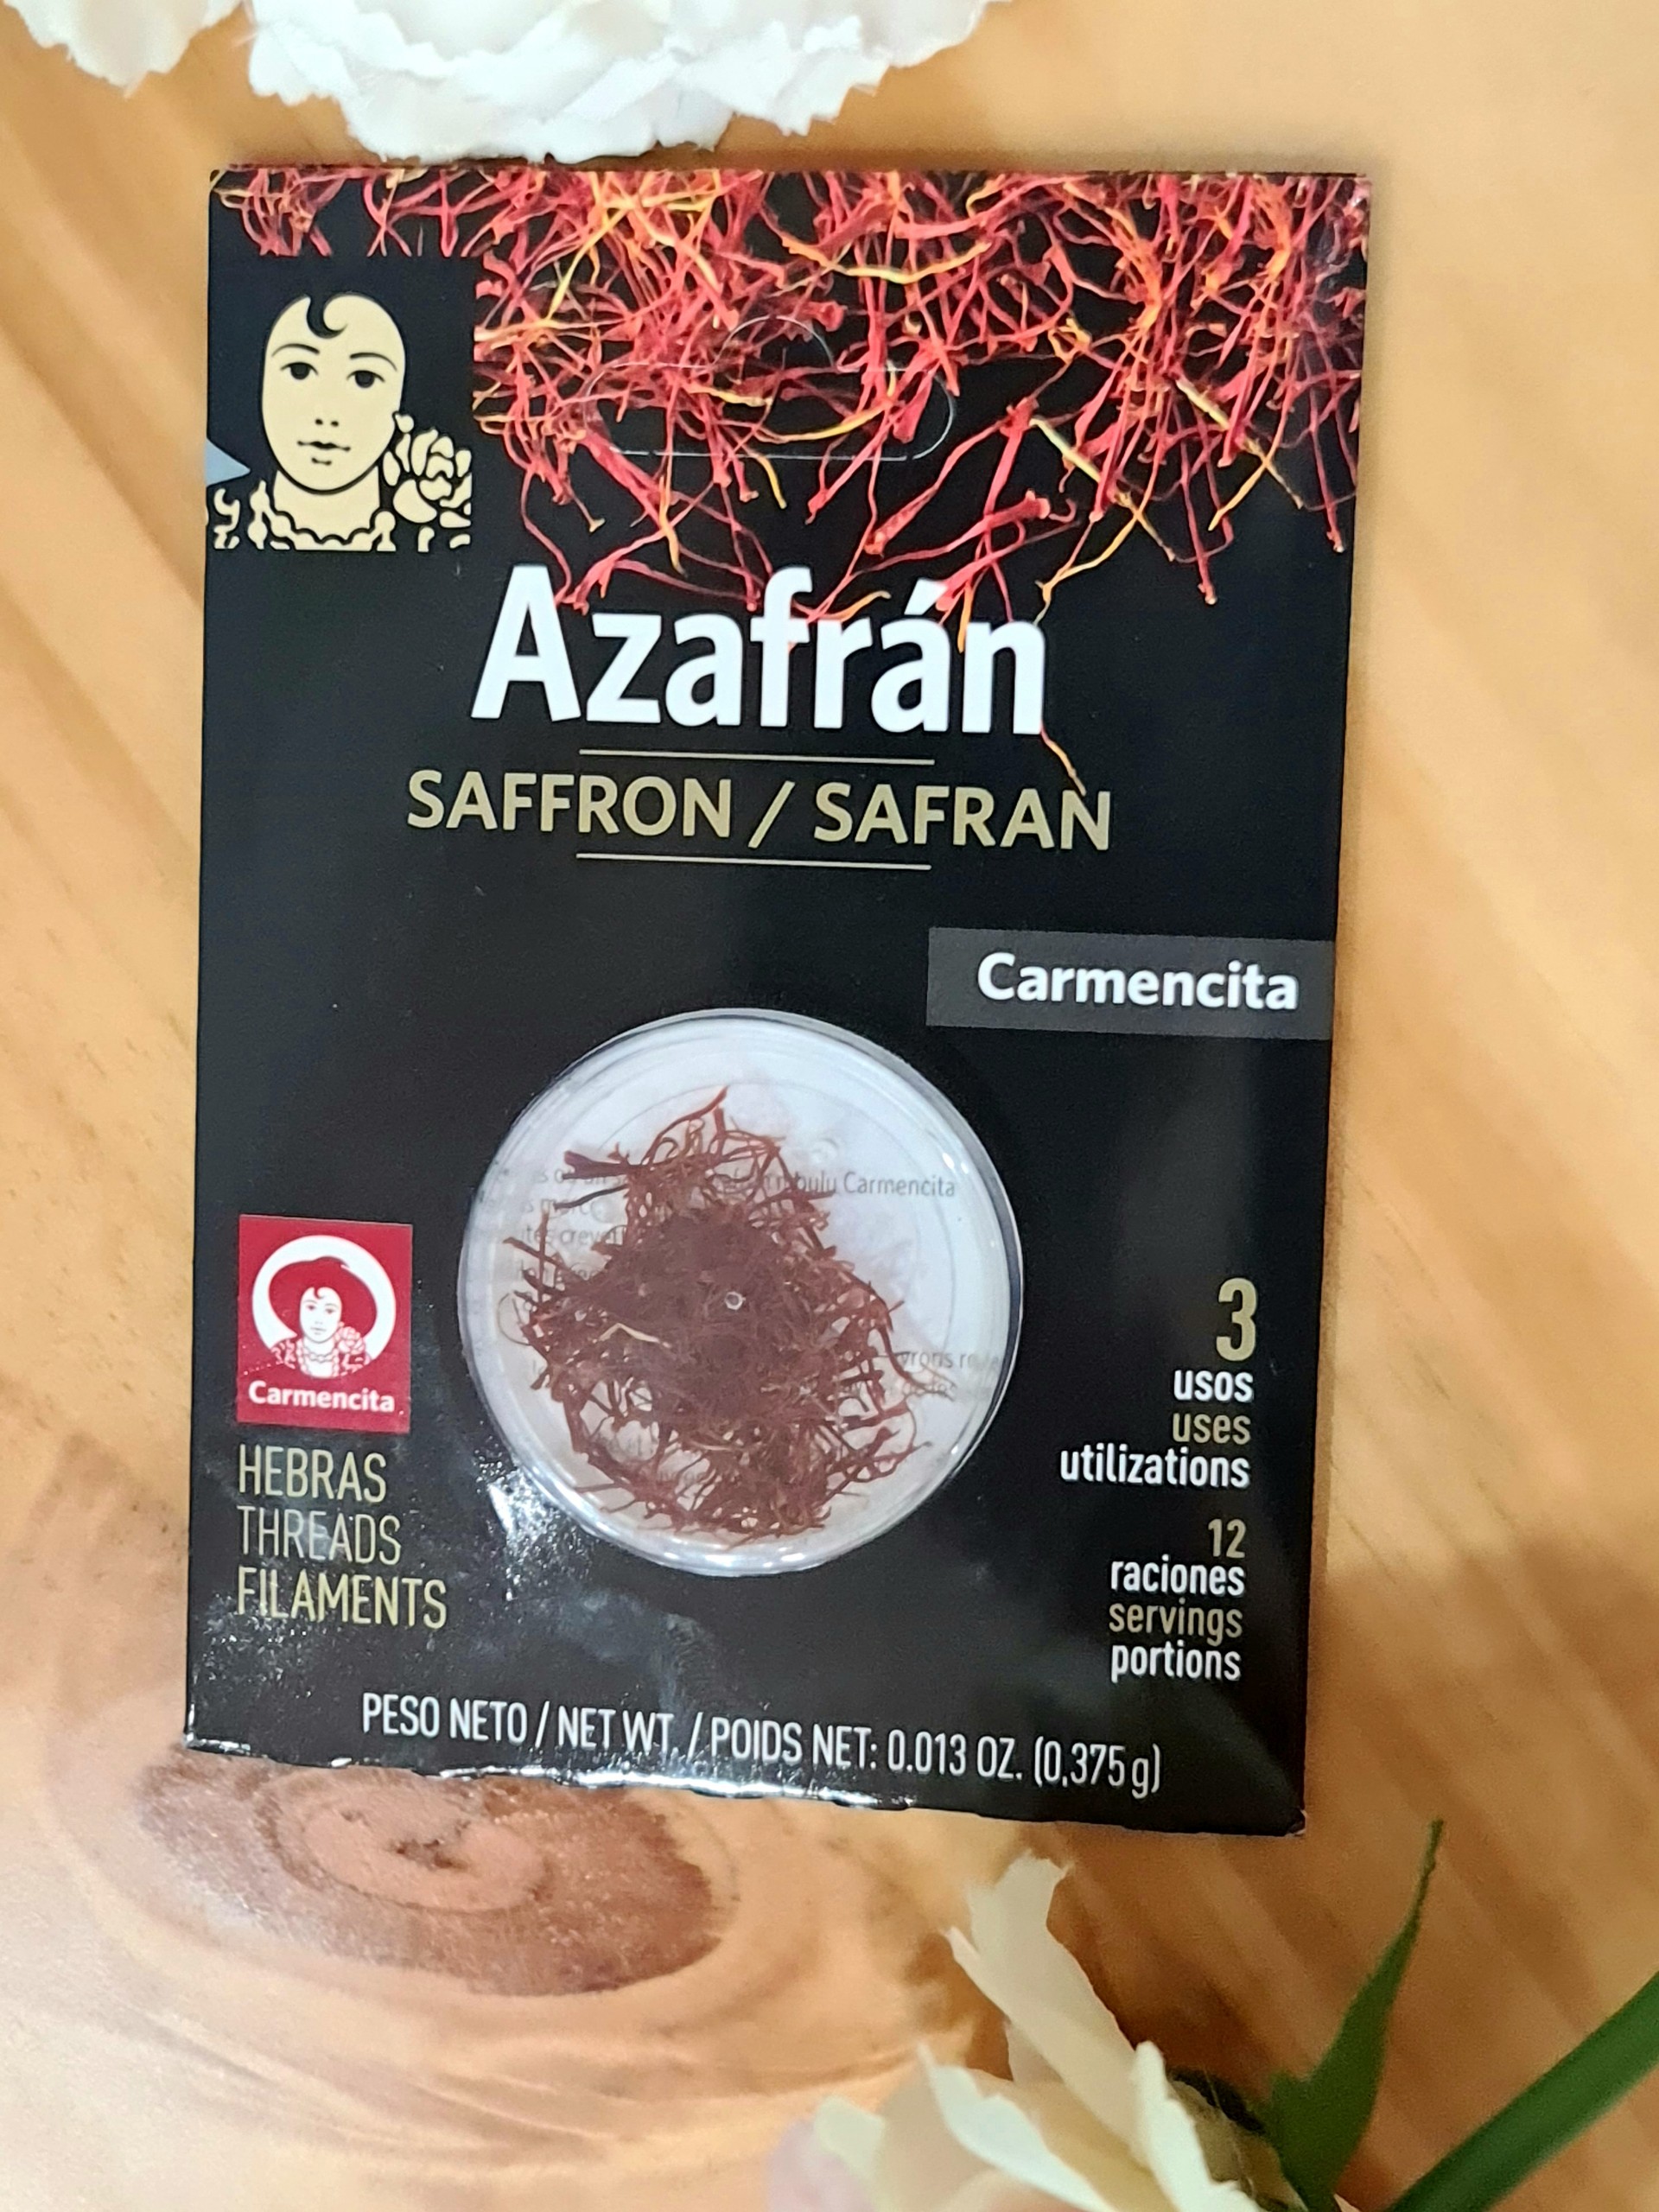 Azafrán
SAFFRON / SAFRAN
Carmencita
Carmencita
Carmencita
HEBRAS
THREADS
FILAMENTS
3
usos
uses
utilizations
12
raciones
servings
portions
PESO NETO / NET WT. / POIDS NET: 0.013 OZ. (0,375 g)